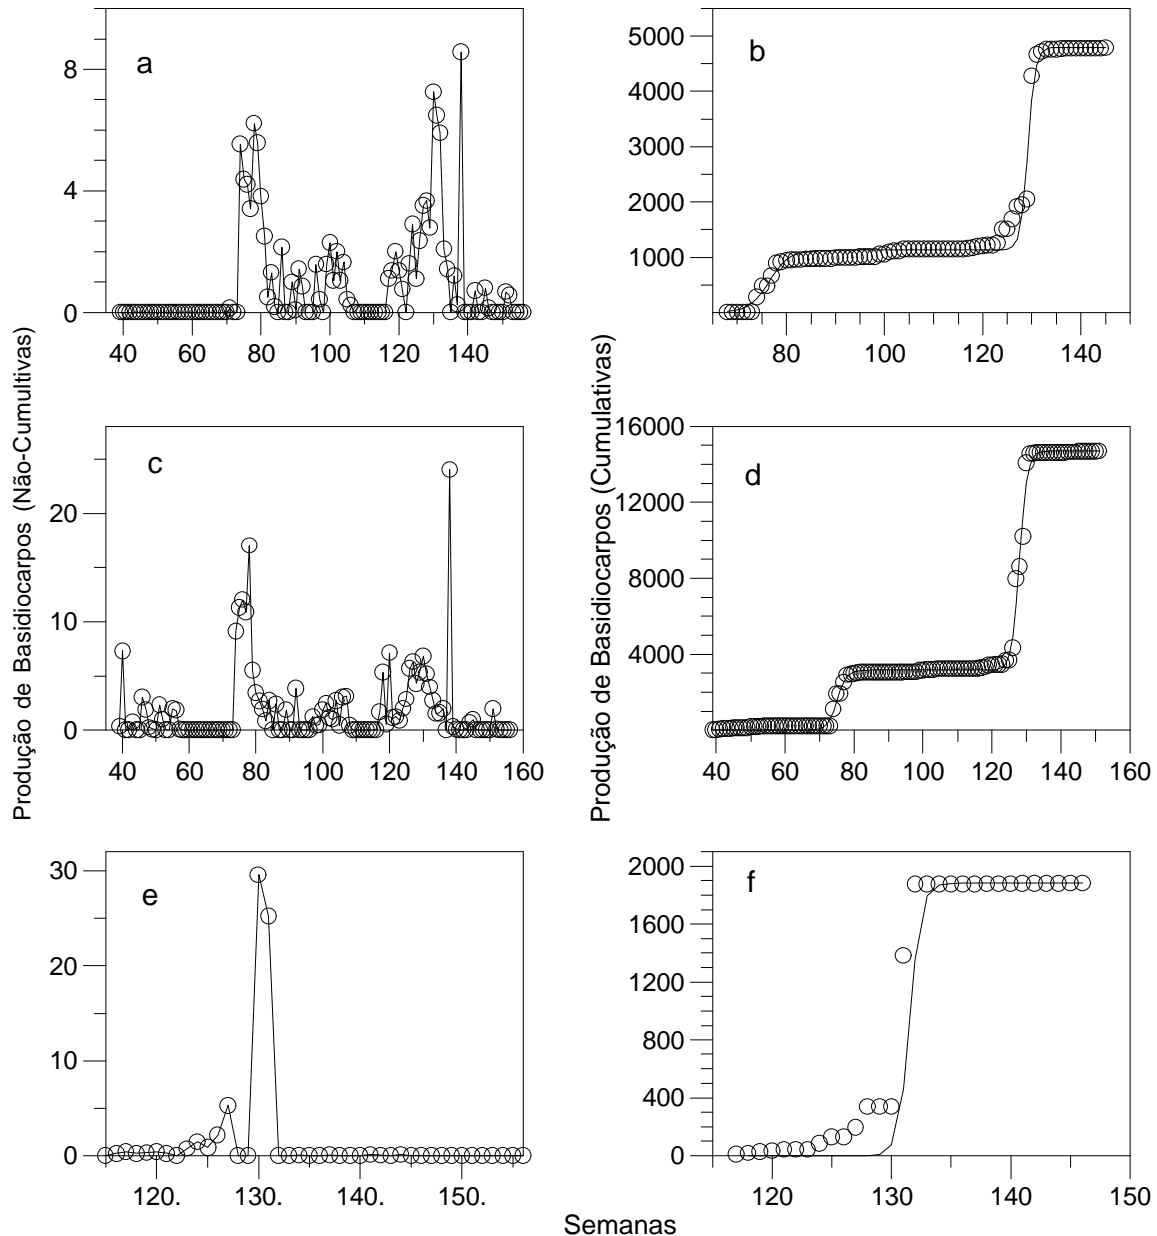 a
8
4
0
40 60 80 100 120 140
b
5000
4000
3000
2000
1000
80 100 120 140
Produção de Basidiocarpos (Não-Cumultivas)
Produção de Basidiocarpos (Cumulativas)
c
20
10
0
40 60 80 100 120 140 160
d
16000
12000
8000
4000
0
40 60 80 100 120 140 160
e
30
20
10
0
120. 130. 140. 150.
f
2000
1600
1200
800
400
0
120 130 140 150
Semanas